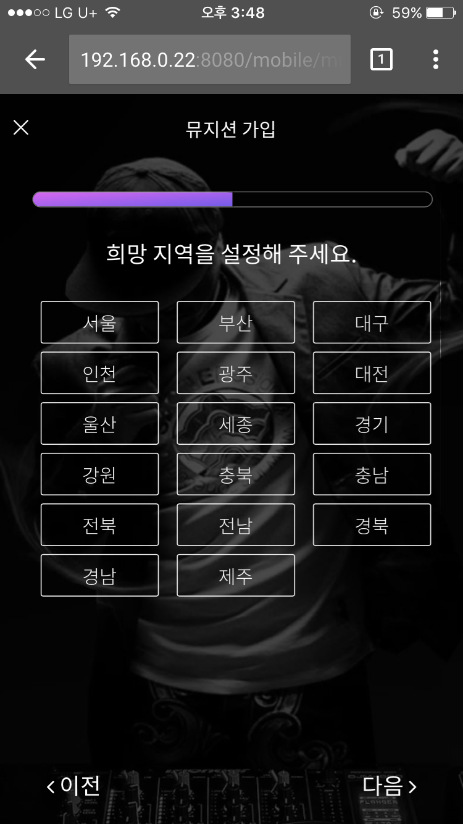 LG U+ 오후 3:48 59%
192.168.0.22:8080/mobile/m
1
뮤지션 가입
희망 지역을 설정해 주세요.
서울 부산 대구
인천 광주 대전
울산 세종 경기
강원 충북 충남
전북 전남 경북
경남 제주
이전 다음